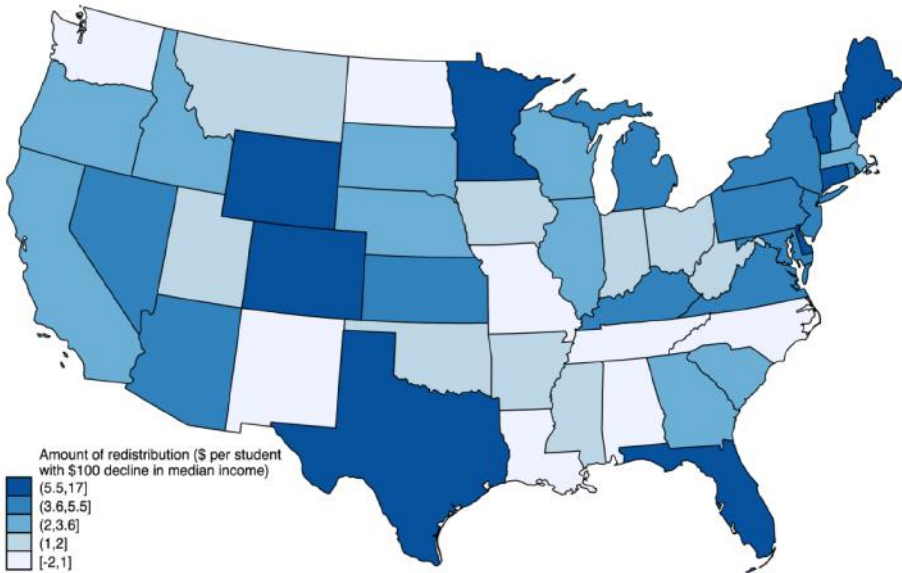 Amount of redistribution ($ per student
with $100 decline in median income)
(5.5,17]
(3.6,5.5]
(2,3.6]
(1,2]
[-2,1]